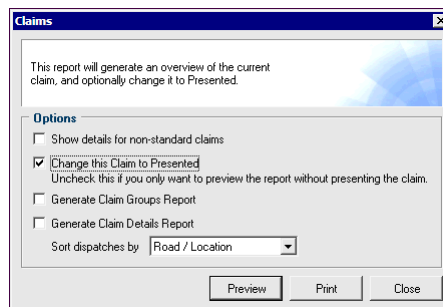 Claims
This report will generate an overview of the current
claim, and optionally change it to Presented.
Options
Show details for non-standard claims
Change this Claim to Presented
Uncheck this if you only want to preview the report without presenting the claim.
Generate Claim Groups Report
Generate Claim Details Report
Sort dispatches by Road / Location
Preview Print Close